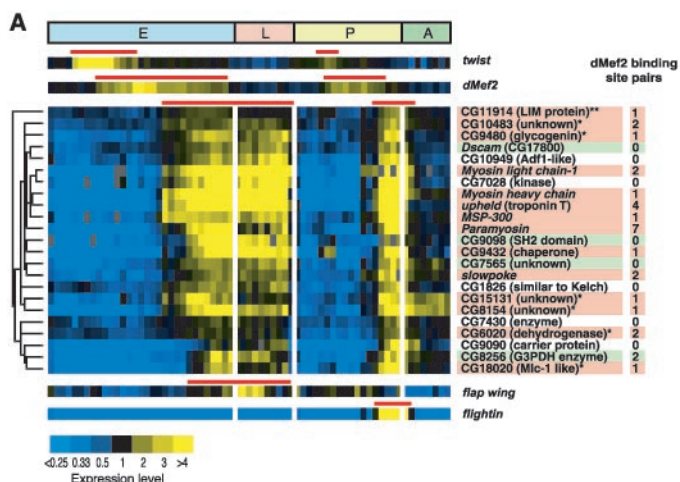 A
E L P A
twist
dMef2
dMef2 binding
site pairs
CG11914 (LIM protein)** 1
CG10483 (unknown)* 2
CG9480 (glycogenin)* 1
Dscam (CG17800) 0
CG10949 (Adf1-like) 0
Myosin light chain-1 2
CG7028 (kinase) 0
Myosin heavy chain 1
upheld (troponin T) 4
MSP-300 1
Paramyosin 7
CG9098 (SH2 domain) 0
CG9432 (chaperone) 1
CG7565 (unknown) 0
slowpoke 2
CG1826 (similar to Kelch) 0
CG15131 (unknown)* 1
CG8154 (unknown)* 1
CG7430 (enzyme) 0
CG6020 (dehydrogenase)* 2
CG9090 (carrier protein) 0
CG8256 (G3PDH enzyme) 2
CG18020 (Mlc-1 like)* 1
flap wing
flightin
<0.25 0.33 0.5 1 2 3 >4
Expression level